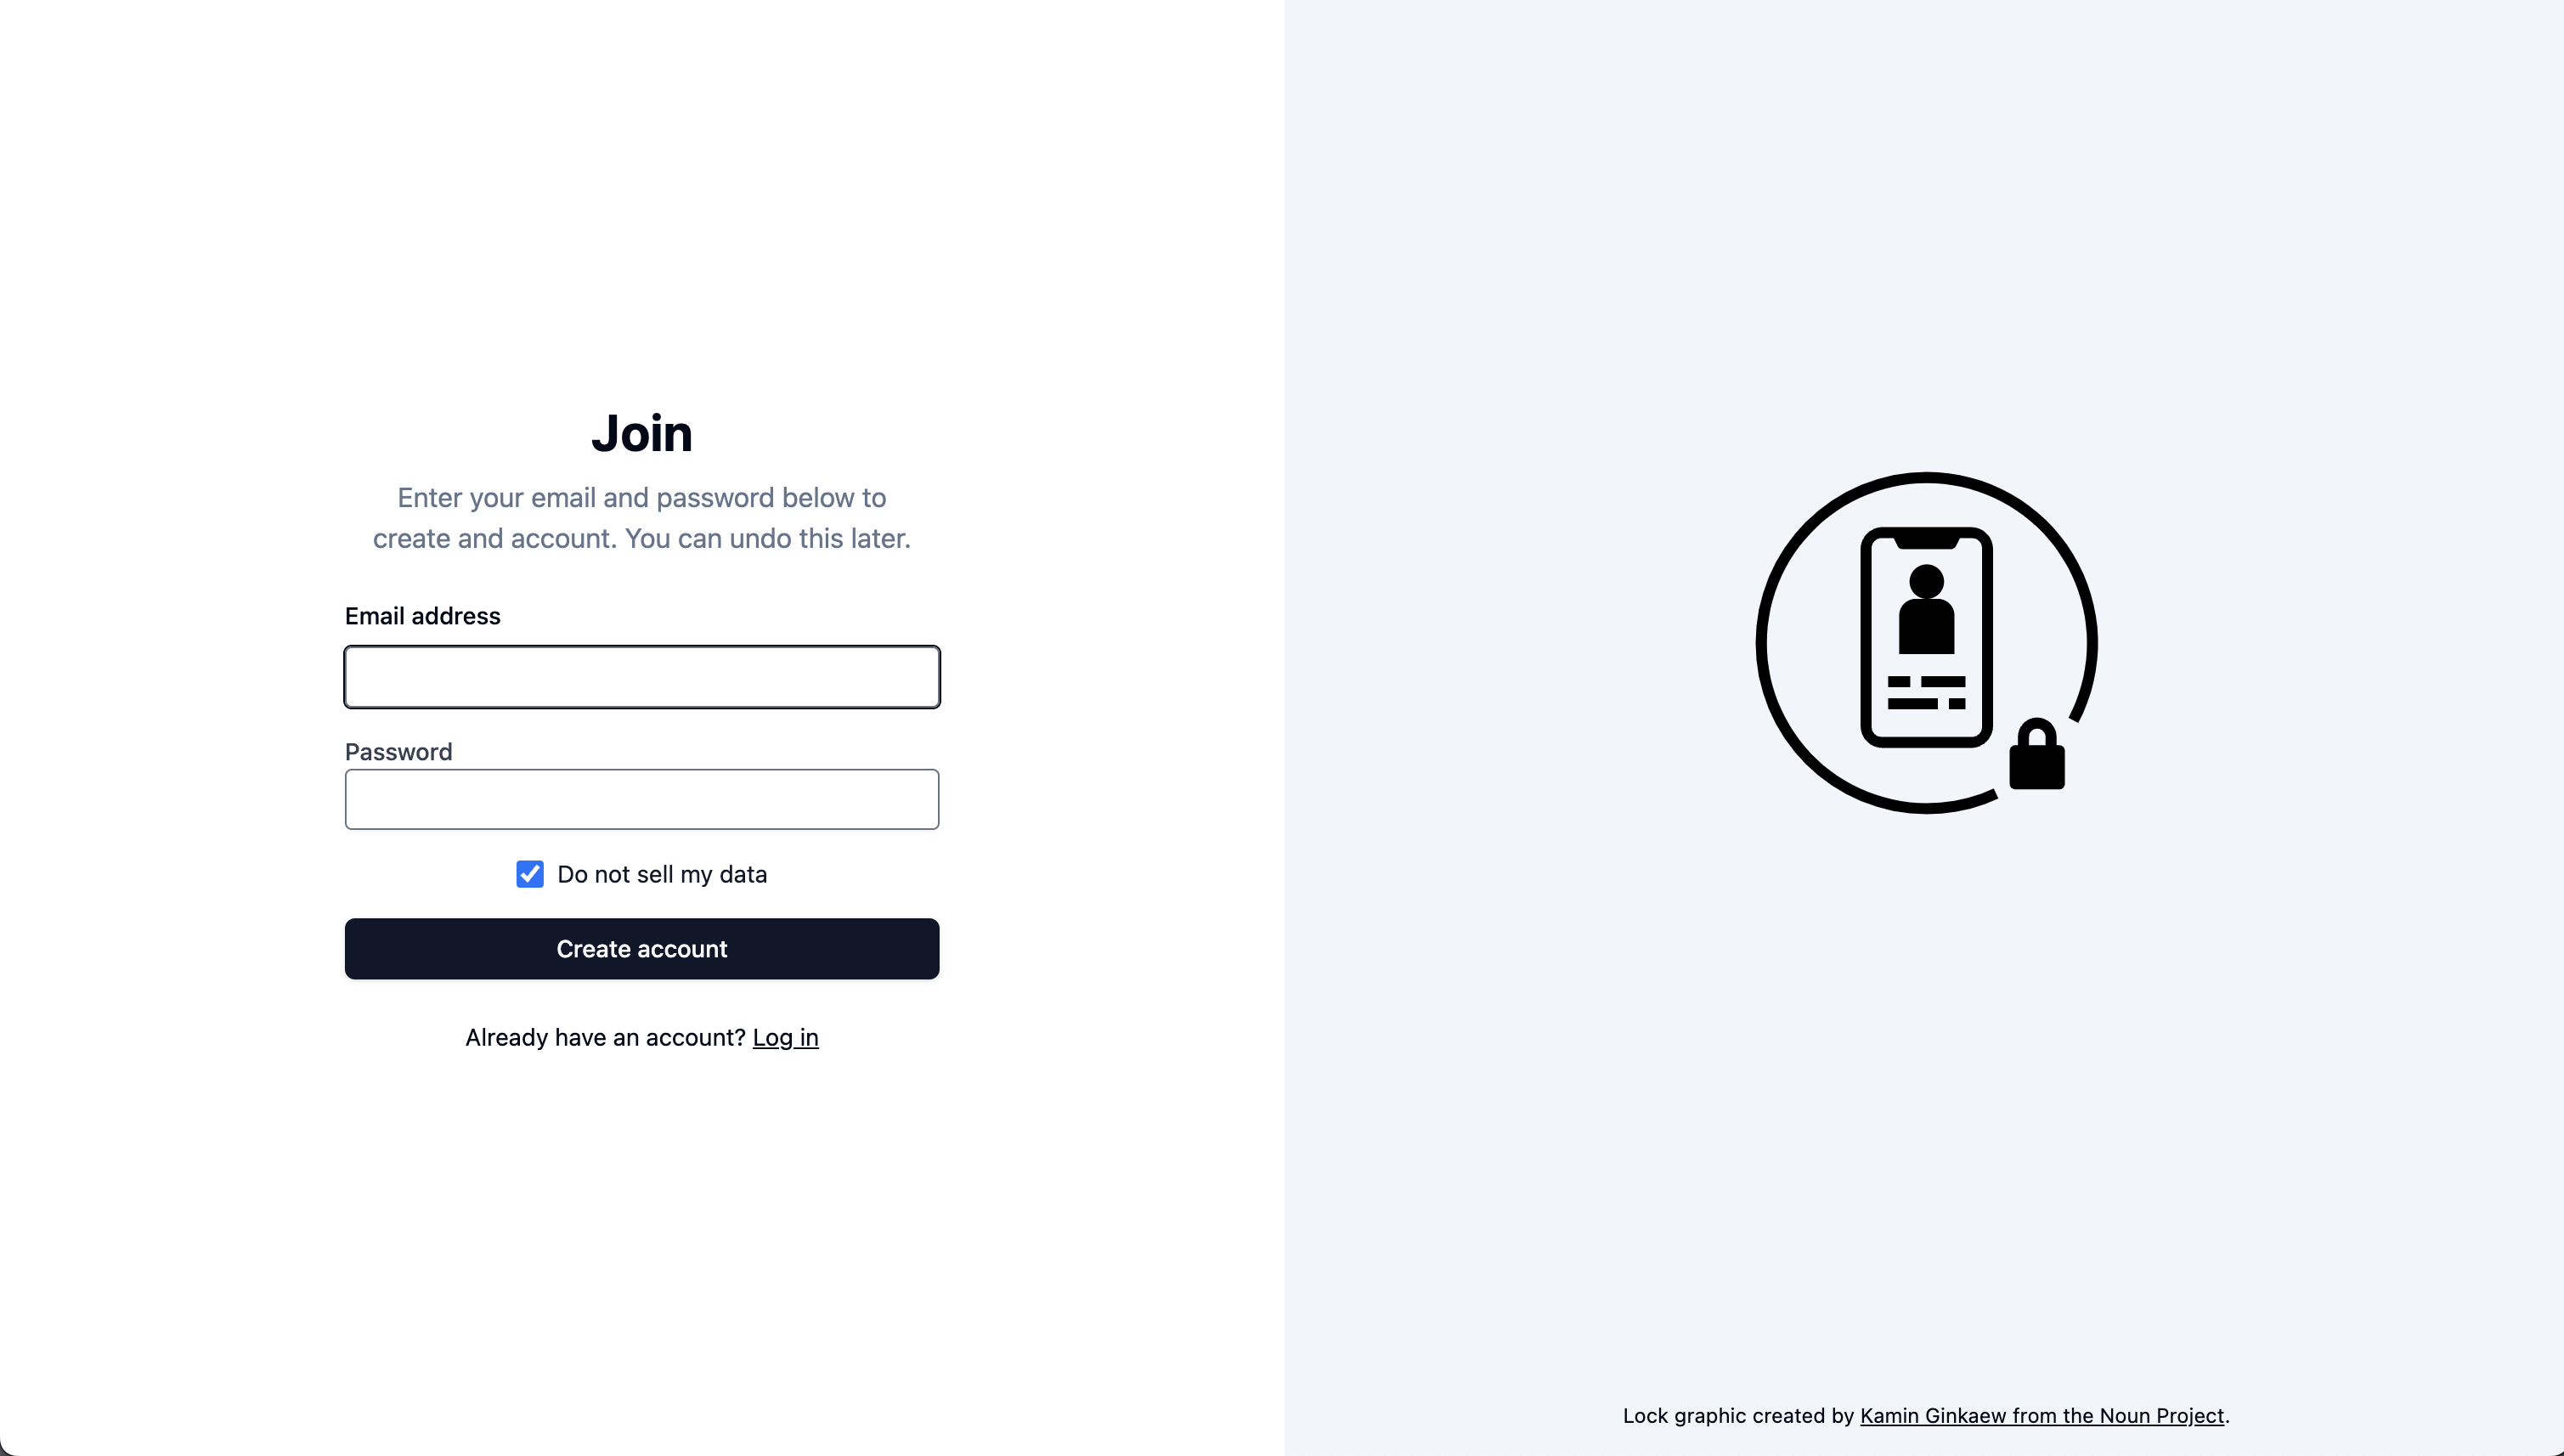 Join
Enter your email and password below to
create and account. You can undo this later.
Email address
Password
Do not sell my data
Create account
Already have an account? Log in
Lock graphic created by Kamin Ginkaew from the Noun Project.